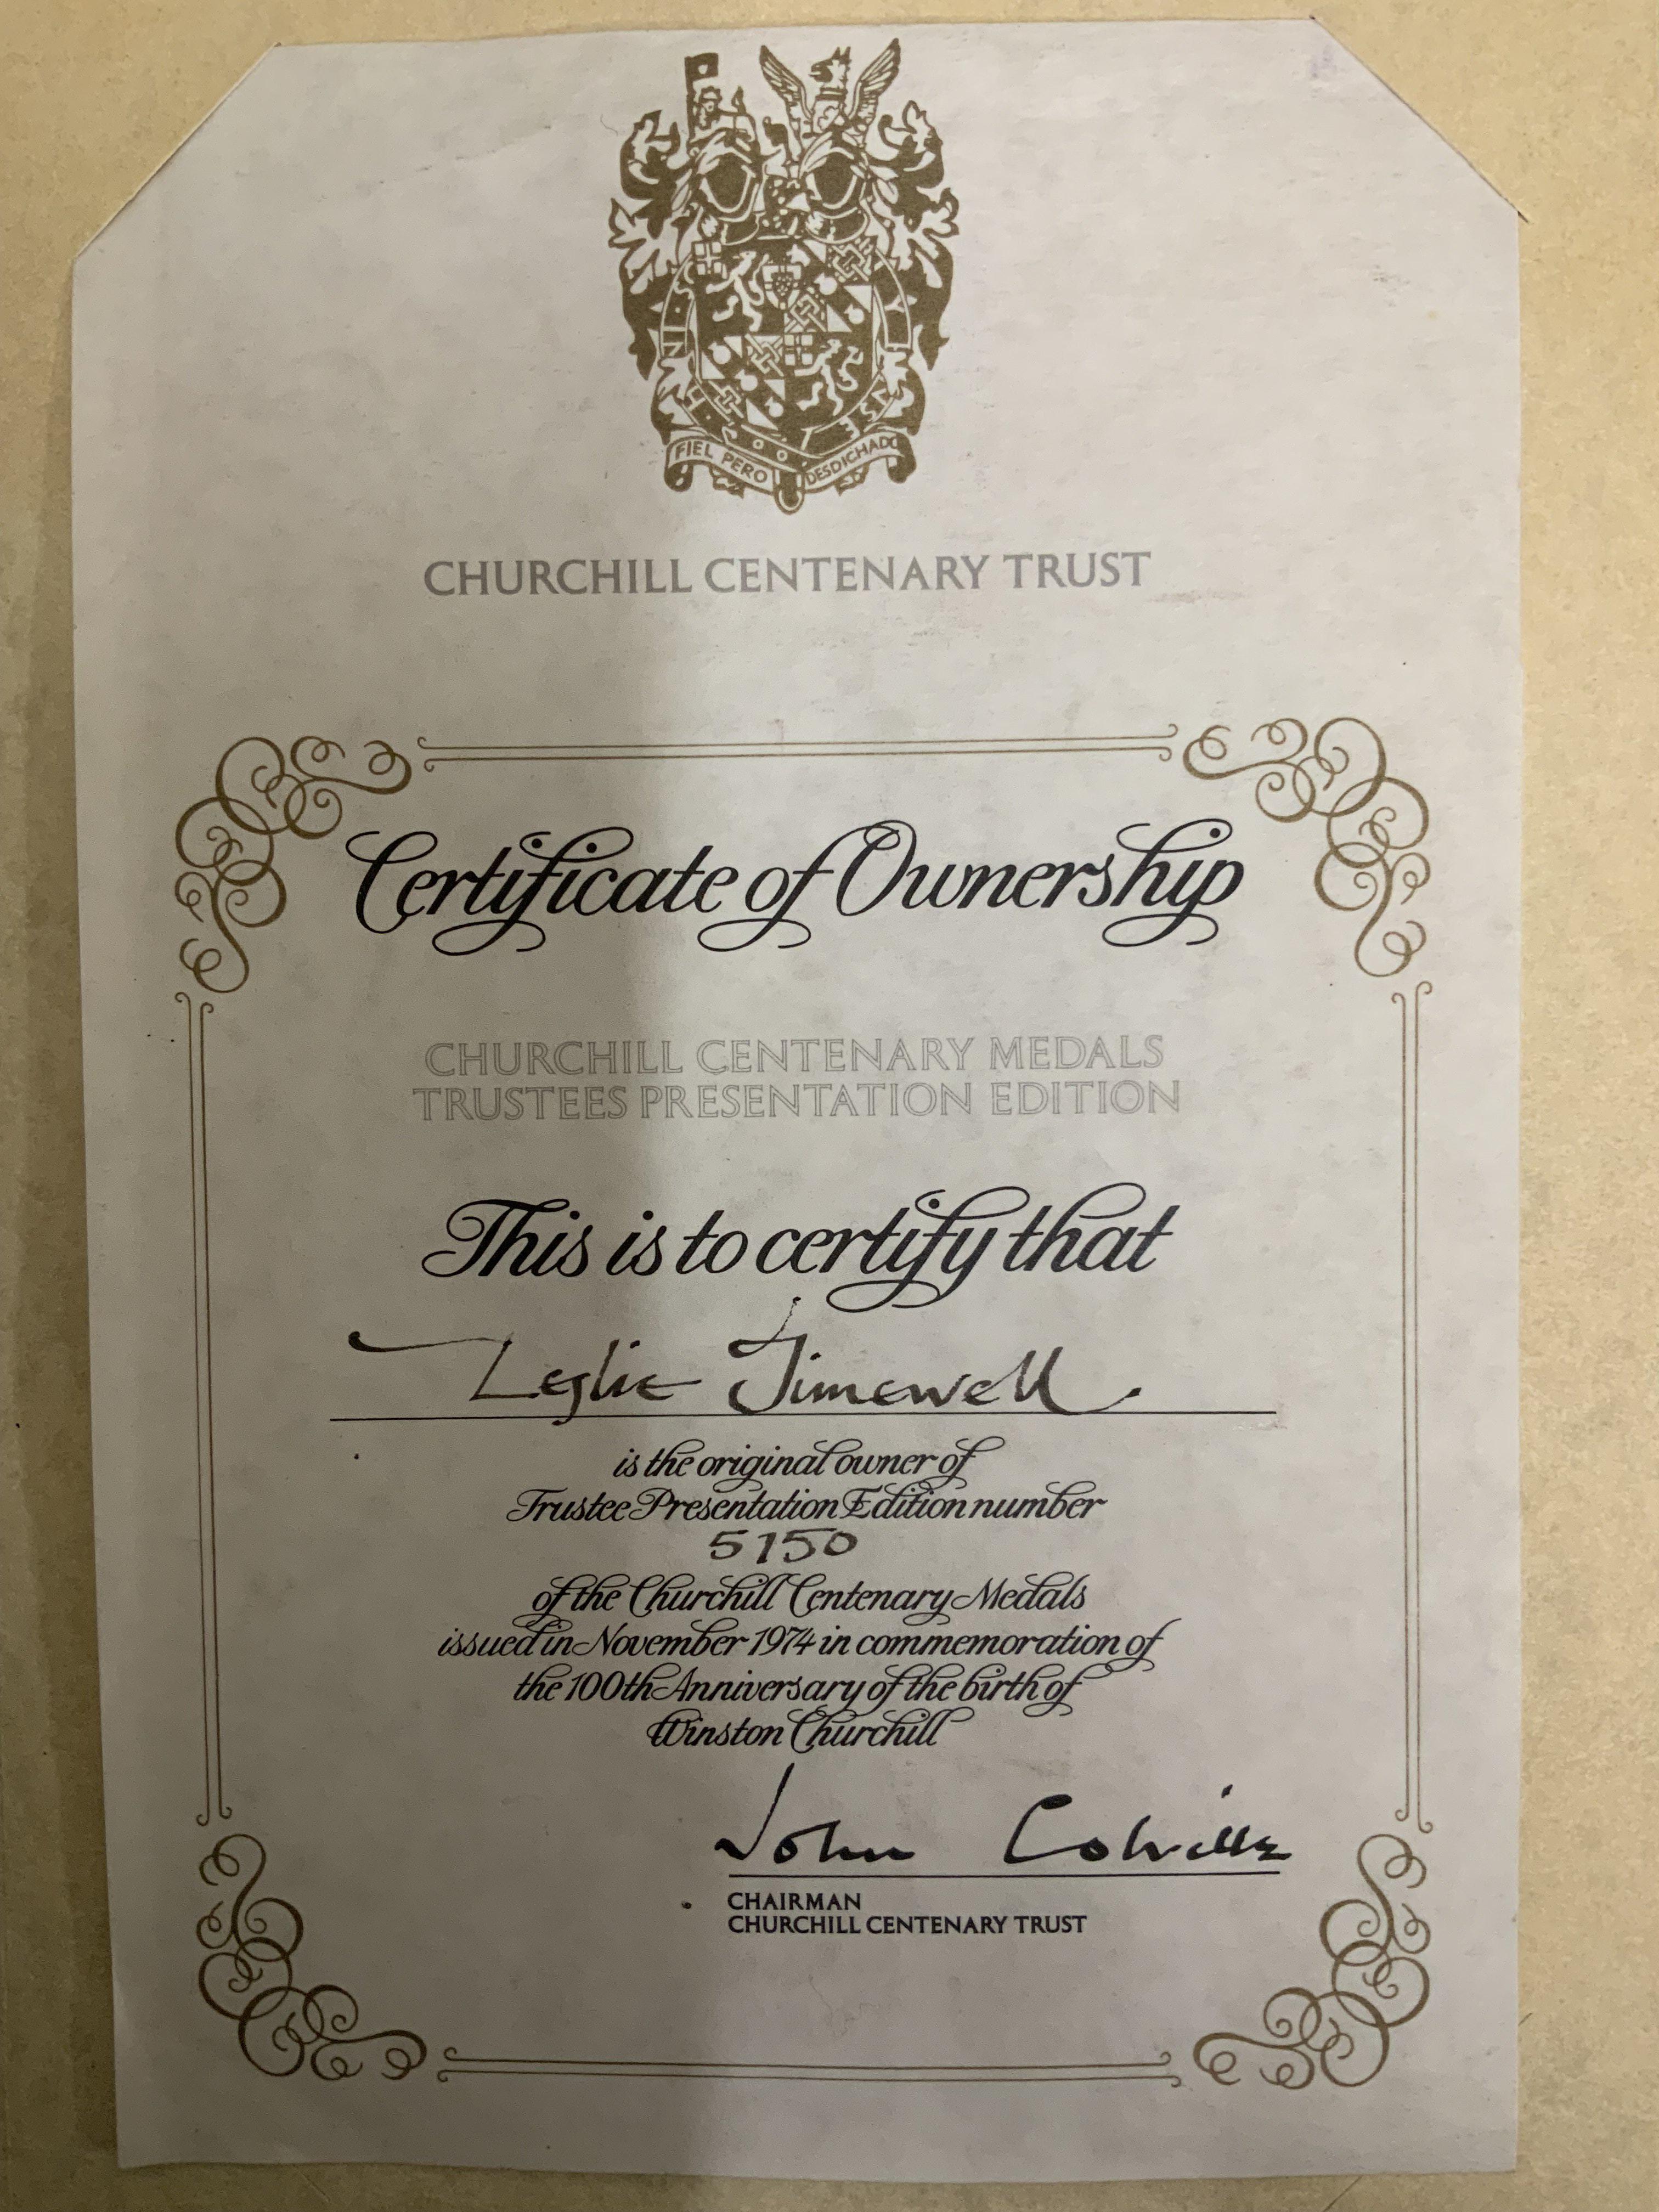 FIEL PERO DESDICHADO
CHURCHILL CENTENARY TRUST
Certificate of Ownership
CHURCHILL CENTENARY MEDALS
TRUSTEES PRESENTATION EDITION
This is to certify that
Leslie Timewell.
is the original owner of
Trustee Presentation Edition number
5150
of the Churchill Centenary Medals
issued in November 1974 in commemoration of
the 100th Anniversary of the birth of
Winston Churchill
John Colville
CHAIRMAN
CHURCHILL CENTENARY TRUST